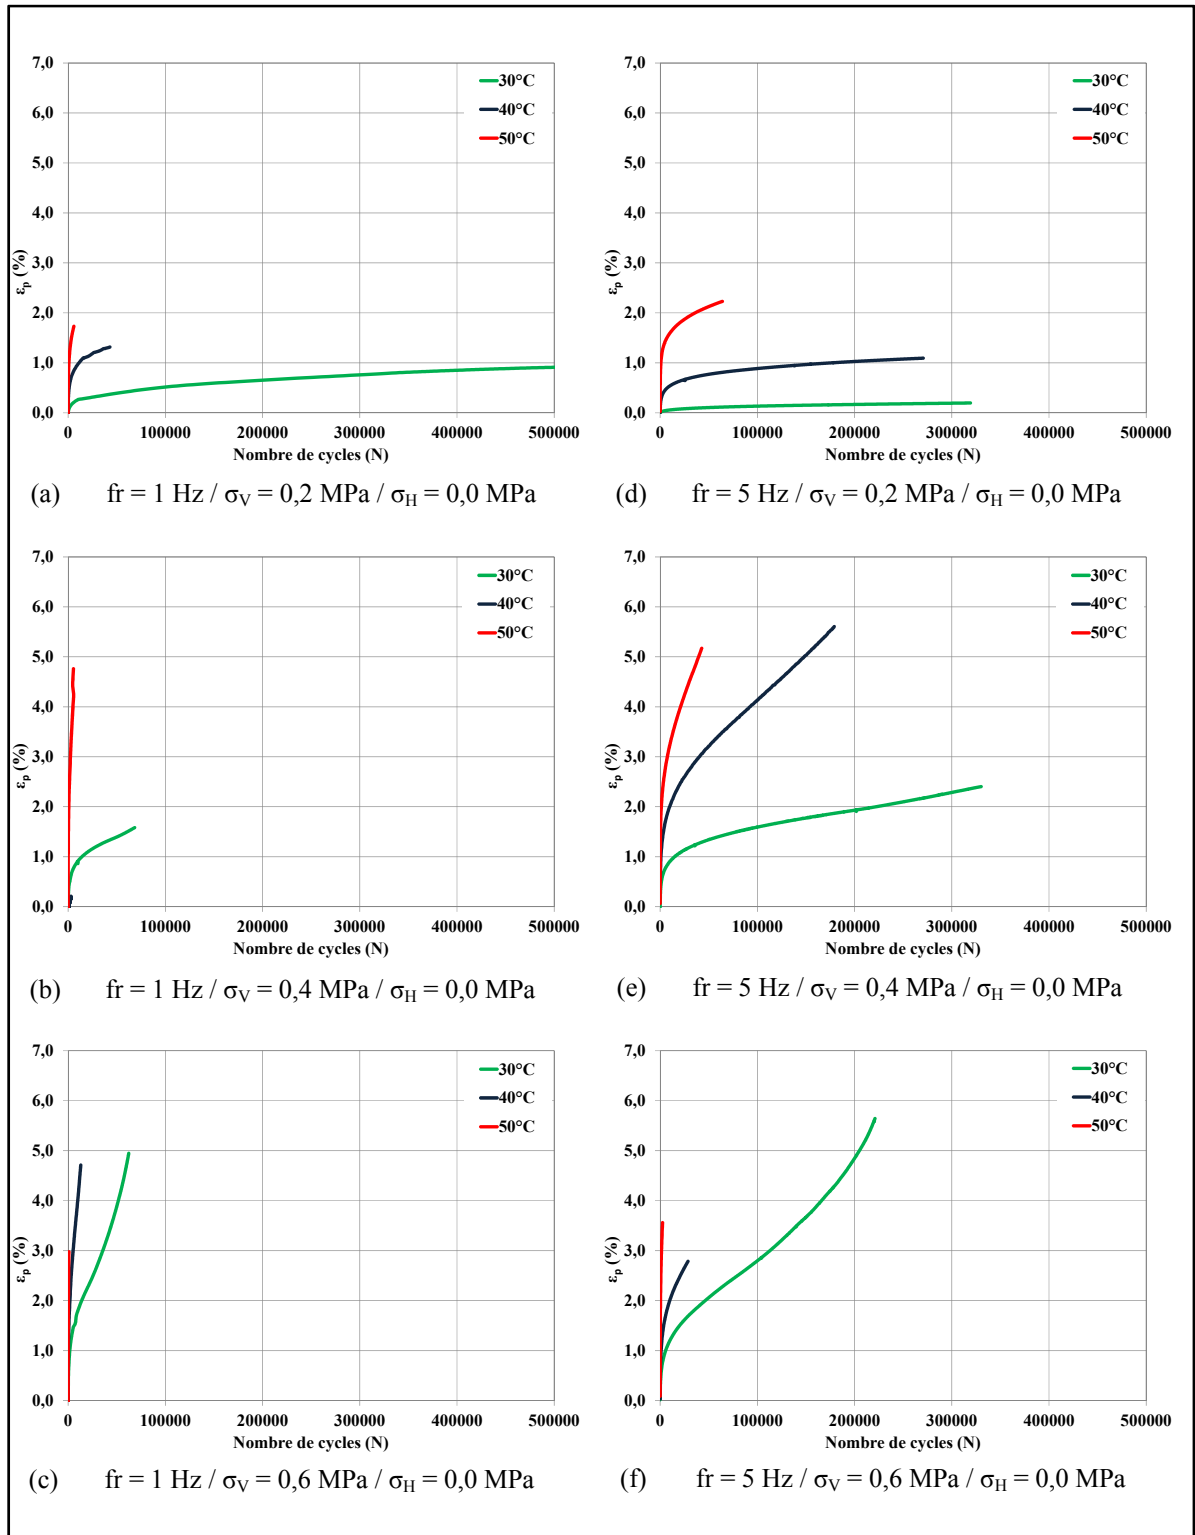 7,0
6,0
5,0
4,0
3,0
2,0
1,0
0,0
εp (%)
30°C
40°C
50°C
0 100000 200000 300000 400000 500000
Nombre de cycles (N)
(a) fr = 1 Hz / σV = 0,2 MPa / σH = 0,0 MPa
7,0
6,0
5,0
4,0
3,0
2,0
1,0
0,0
εp (%)
30°C
40°C
50°C
0 100000 200000 300000 400000 500000
Nombre de cycles (N)
(d) fr = 5 Hz / σV = 0,2 MPa / σH = 0,0 MPa
7,0
6,0
5,0
4,0
3,0
2,0
1,0
0,0
εp (%)
30°C
40°C
50°C
0 100000 200000 300000 400000 500000
Nombre de cycles (N)
(b) fr = 1 Hz / σV = 0,4 MPa / σH = 0,0 MPa
7,0
6,0
5,0
4,0
3,0
2,0
1,0
0,0
εp (%)
30°C
40°C
50°C
0 100000 200000 300000 400000 500000
Nombre de cycles (N)
(e) fr = 5 Hz / σV = 0,4 MPa / σH = 0,0 MPa
7,0
6,0
5,0
4,0
3,0
2,0
1,0
0,0
εp (%)
30°C
40°C
50°C
0 100000 200000 300000 400000 500000
Nombre de cycles (N)
(c) fr = 1 Hz / σV = 0,6 MPa / σH = 0,0 MPa
7,0
6,0
5,0
4,0
3,0
2,0
1,0
0,0
εp (%)
30°C
40°C
50°C
0 100000 200000 300000 400000 500000
Nombre de cycles (N)
(f) fr = 5 Hz / σV = 0,6 MPa / σH = 0,0 MPa